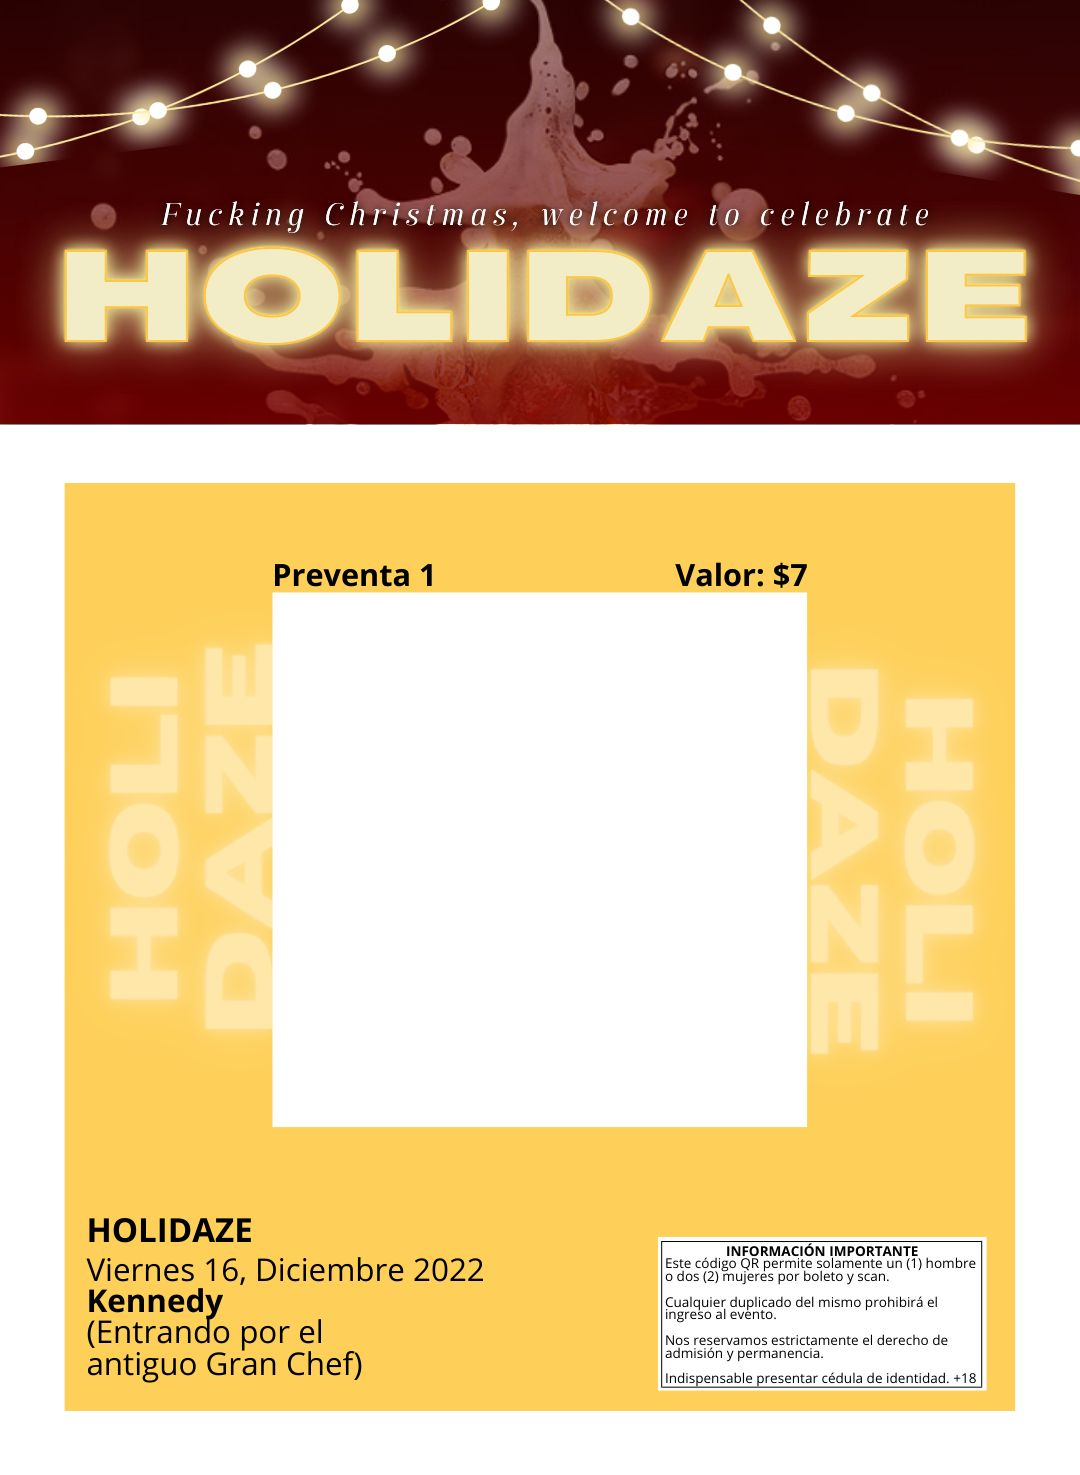 Fucking Christmas, welcome to celebrate
HOLIDAZE
Preventa 1
Valor: $7
HOLI
DAZE
HOLI
DAZE
HOLIDAZE
Viernes 16, Diciembre 2022
Kennedy
(Entrando por el
antiguo Gran Chef)
INFORMACIÓN IMPORTANTE
Este código QR permite solamente un (1) hombre
o dos (2) mujeres por boleto y scan.
Cualquier duplicado del mismo prohibirá el
ingreso al evento.
Nos reservamos estrictamente el derecho de
admisión y permanencia.
Indispensable presentar cédula de identidad. +18